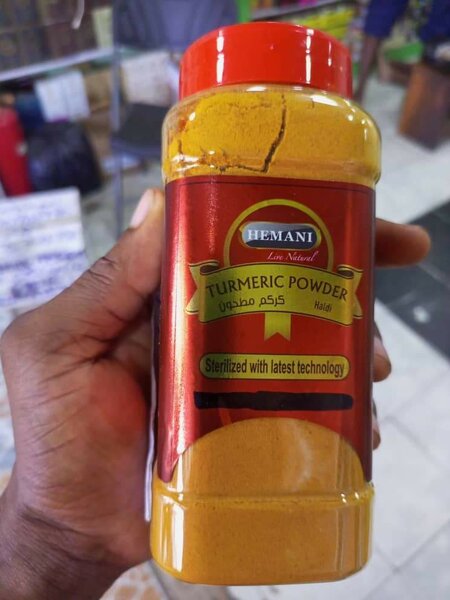 HEMANI
Live Natural
TURMERIC POWDER
كركم مطحون Haldi
Sterilized with latest technology